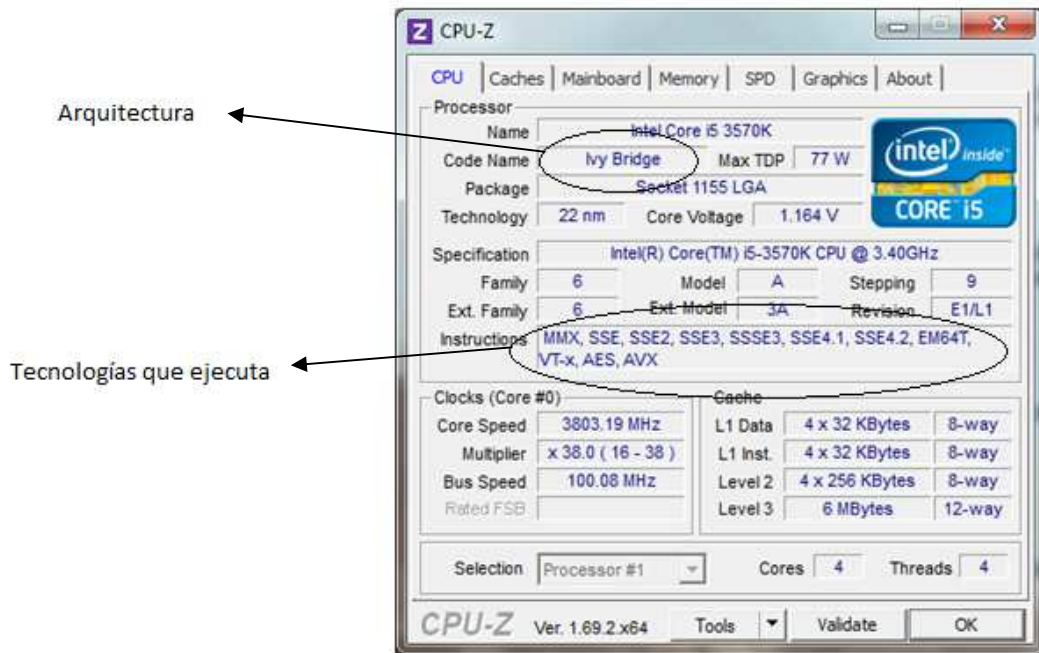 CPU-Z
CPU Caches Mainboard Memory SPD Graphics About
Arquitectura
Processor
Name Intel Core i5 3570K
Code Name Ivy Bridge Max TDP 77 W
Package Socket 1155 LGA
Technology 22 nm Core Voltage 1.164 V
intel inside™
CORE™ i5
Specification Intel(R) Core(TM) i5-3570K CPU @ 3.40GHz
Family 6 Model A Stepping 9
Ext. Family 6 Ext. Model 3A Revision E1/L1
Instructions MMX, SSE, SSE2, SSE3, SSSE3, SSE4.1, SSE4.2, EM64T,
VT-x, AES, AVX
Tecnologías que ejecuta
Clocks (Core #0)
Core Speed 3803.19 MHz
Multiplier x 38.0 ( 16 - 38 )
Bus Speed 100.08 MHz
Rated FSB
Cache
L1 Data 4 x 32 KBytes 8-way
L1 Inst. 4 x 32 KBytes 8-way
Level 2 4 x 256 KBytes 8-way
Level 3 6 MBytes 12-way
Selection Processor #1 Cores 4 Threads 4
CPU-Z Ver. 1.69.2.x64 Tools Validate OK